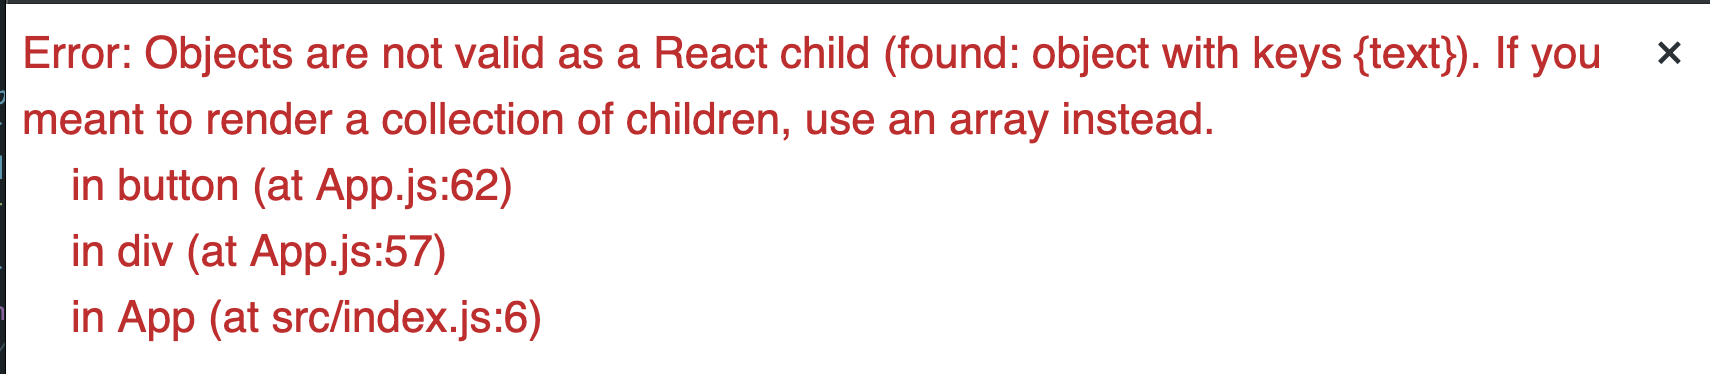 Error: Objects are not valid as a React child (found: object with keys {text}). If you
meant to render a collection of children, use an array instead.
in button (at App.js:62)
in div (at App.js:57)
in App (at src/index.js:6)